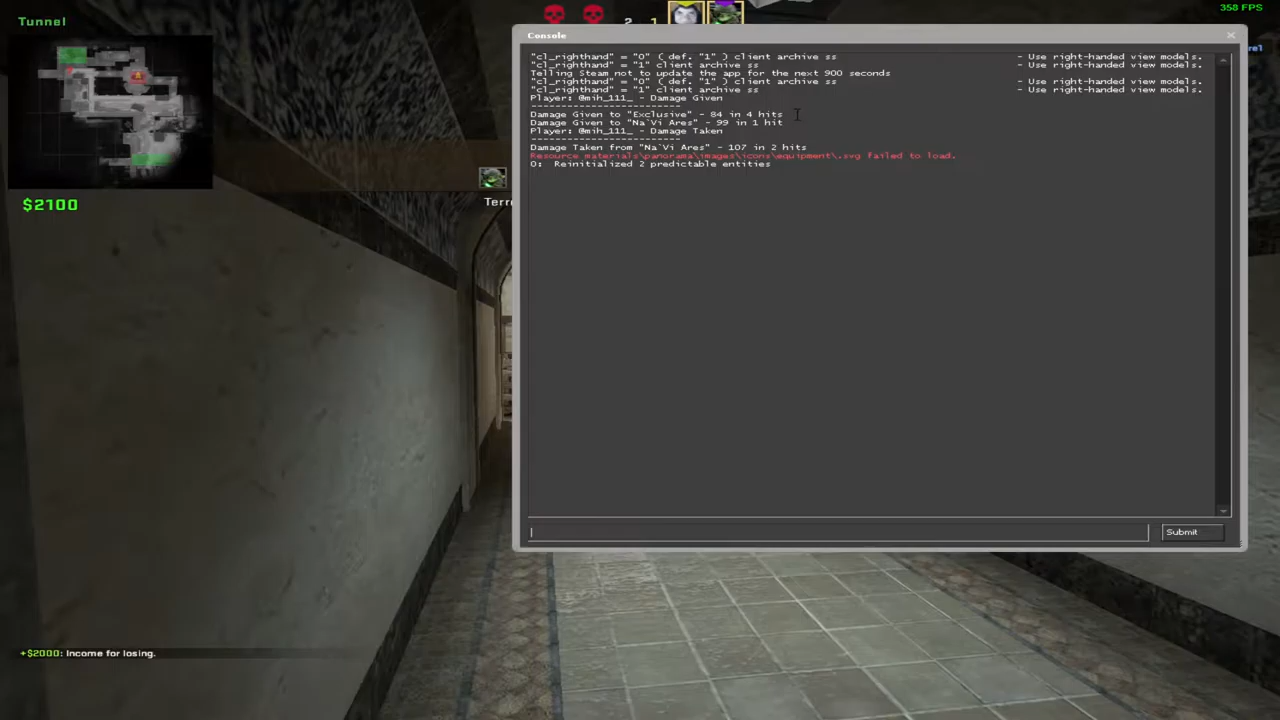 358 FPS
Tunnel
2 1
$2100
Terr
Console
"cl_righthand" = "0" ( def. "1" ) client archive ss - Use right-handed view models.
"cl_righthand" = "1" client archive ss - Use right-handed view models.
Telling Steam not to update the app for the next 900 seconds
"cl_righthand" = "0" ( def. "1" ) client archive ss - Use right-handed view models.
"cl_righthand" = "1" client archive ss - Use right-handed view models.
Player: @mih_111_ - Damage Given
-------------------------
Damage Given to "Exclusive" - 84 in 4 hits
Damage Given to "Na`Vi Ares" - 99 in 1 hit
Player: @mih_111_ - Damage Taken
-------------------------
Damage Taken from "Na`Vi Ares" - 107 in 2 hits
Resource materials\panorama\images\icons\equipment\.svg failed to load.
0: Reinitialized 2 predictable entities
Submit
+$2000: Income for losing.